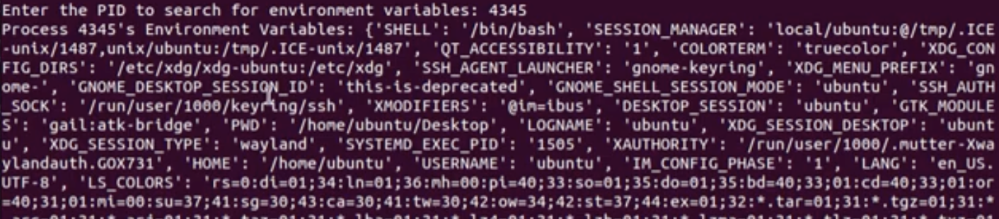 Enter the PID to search for environment variables: 4345
Process 4345's Environment Variables: {'SHELL': '/bin/bash', 'SESSION_MANAGER': 'local/ubuntu:@/tmp/.ICE
-unix/1487,unix/ubuntu:/tmp/.ICE-unix/1487', 'QT_ACCESSIBILITY': '1', 'COLORTERM': 'truecolor', 'XDG_CON
FIG_DIRS': '/etc/xdg/xdg-ubuntu:/etc/xdg', 'SSH_AGENT_LAUNCHER': 'gnome-keyring', 'XDG_MENU_PREFIX': 'gn
ome-', 'GNOME_DESKTOP_SESSION_ID': 'this-is-deprecated', 'GNOME_SHELL_SESSION_MODE': 'ubuntu', 'SSH_AUTH
_SOCK': '/run/user/1000/keyring/ssh', 'XMODIFIERS': '@im=ibus', 'DESKTOP_SESSION': 'ubuntu', 'GTK_MODULE
S': 'gail:atk-bridge', 'PWD': '/home/ubuntu/Desktop', 'LOGNAME': 'ubuntu', 'XDG_SESSION_DESKTOP': 'ubunt
u', 'XDG_SESSION_TYPE': 'wayland', 'SYSTEMD_EXEC_PID': '1505', 'XAUTHORITY': '/run/user/1000/.mutter-Xwa
ylandauth.GOX731', 'HOME': '/home/ubuntu', 'USERNAME': 'ubuntu', 'IM_CONFIG_PHASE': '1', 'LANG': 'en_US.
UTF-8', 'LS_COLORS': 'rs=0:di=01;34:ln=01;36:mh=00:pi=40;33:so=01;35:do=01;35:bd=40;33;01:cd=40;33;01:or
=40;31;01:mi=00:su=37;41:sg=30;43:ca=30;41:tw=30;42:ow=34;42:st=37;44:ex=01;32:*.tar=01;31:*.tgz=01;31:*